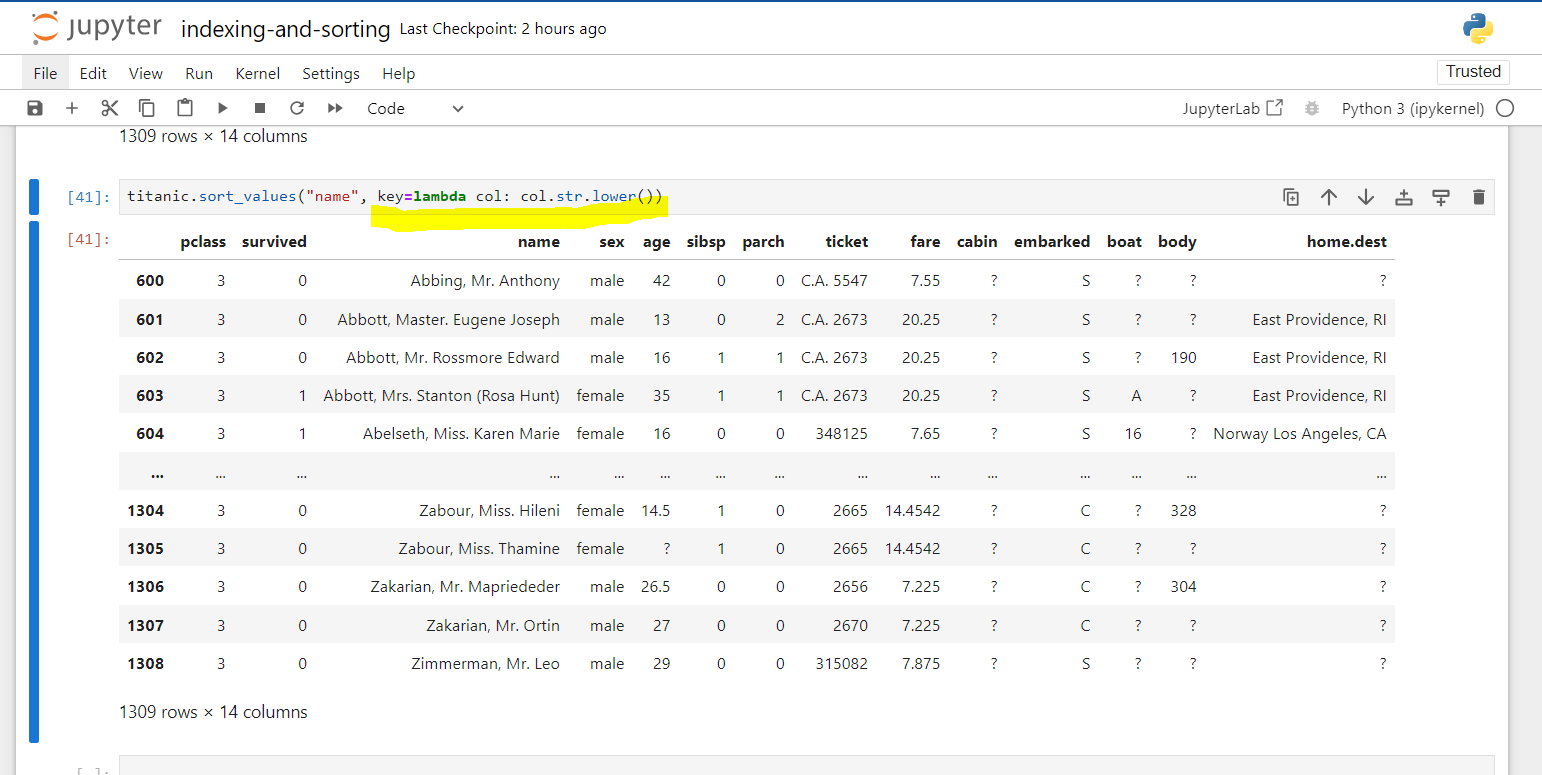 jupyter indexing-and-sorting Last Checkpoint: 2 hours ago
File Edit View Run Kernel Settings Help Trusted
Code JupyterLab Python 3 (ipykernel)
1309 rows × 14 columns
[41]: titanic.sort_values("name", key=lambda col: col.str.lower())
[41]: pclass survived name sex age sibsp parch ticket fare cabin embarked boat body home.dest
600 3 0 Abbing, Mr. Anthony male 42 0 0 C.A. 5547 7.55 ? S ? ? ?
601 3 0 Abbott, Master. Eugene Joseph male 13 0 2 C.A. 2673 20.25 ? S ? ? East Providence, RI
602 3 0 Abbott, Mr. Rossmore Edward male 16 1 1 C.A. 2673 20.25 ? S ? 190 East Providence, RI
603 3 1 Abbott, Mrs. Stanton (Rosa Hunt) female 35 1 1 C.A. 2673 20.25 ? S A ? East Providence, RI
604 3 1 Abelseth, Miss. Karen Marie female 16 0 0 348125 7.65 ? S 16 ? Norway Los Angeles, CA
... ... ... ... ... ... ... ... ... ... ... ... ... ... ...
1304 3 0 Zabour, Miss. Hileni female 14.5 1 0 2665 14.4542 ? C ? 328 ?
1305 3 0 Zabour, Miss. Thamine female ? 1 0 2665 14.4542 ? C ? ? ?
1306 3 0 Zakarian, Mr. Mapriededer male 26.5 0 0 2656 7.225 ? C ? 304 ?
1307 3 0 Zakarian, Mr. Ortin male 27 0 0 2670 7.225 ? C ? ? ?
1308 3 0 Zimmerman, Mr. Leo male 29 0 0 315082 7.875 ? S ? ? ?
1309 rows × 14 columns
[ ]: